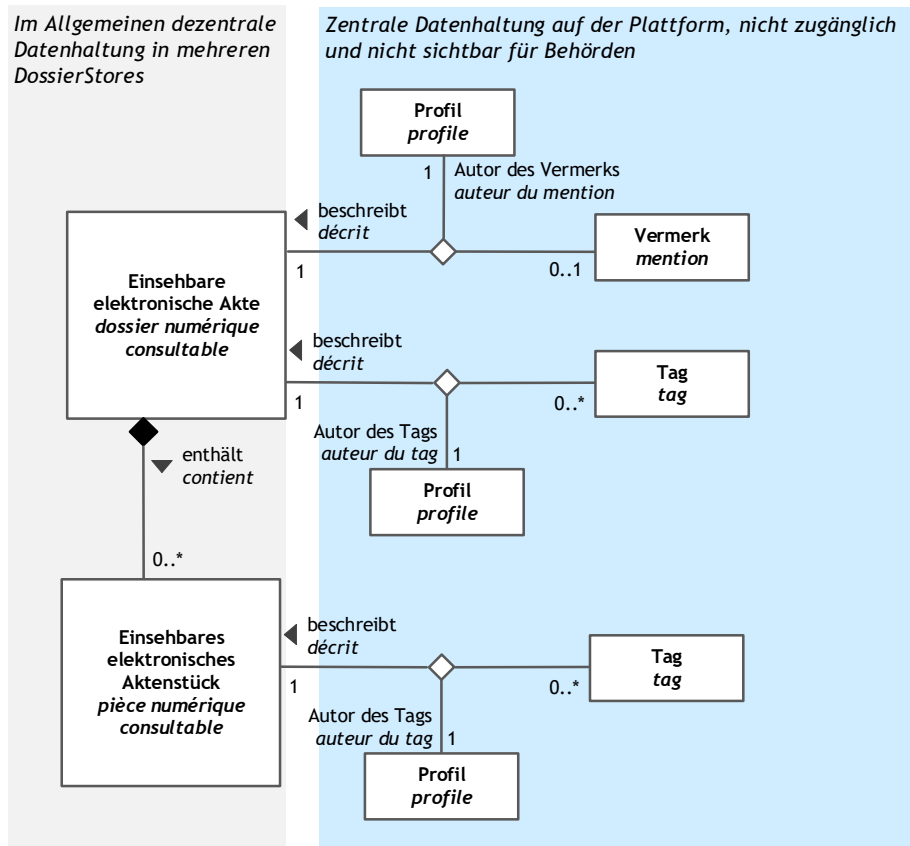 Im Allgemeinen dezentrale
Datenhaltung in mehreren
DossierStores
Zentrale Datenhaltung auf der Plattform, nicht zugänglich
und nicht sichtbar für Behörden
Profil
profile
1
Autor des Vermerks
auteur du mention
beschreibt
décrit
1
0..1
Vermerk
mention
Einsehbare
elektronische Akte
dossier numérique
consultable
beschreibt
décrit
1
0..*
Tag
tag
Autor des Tags
auteur du tag
1
Profil
profile
enthält
contient
0..*
Einsehbares
elektronisches
Aktenstück
pièce numérique
consultable
beschreibt
décrit
1
0..*
Tag
tag
Autor des Tags
auteur du tag
1
Profil
profile